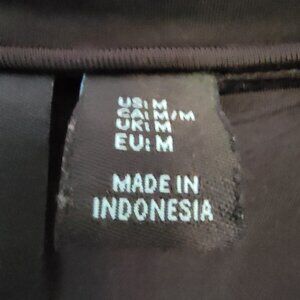 US: M
CA: M/M
UK: M
EU: M
MADE IN
INDONESIA